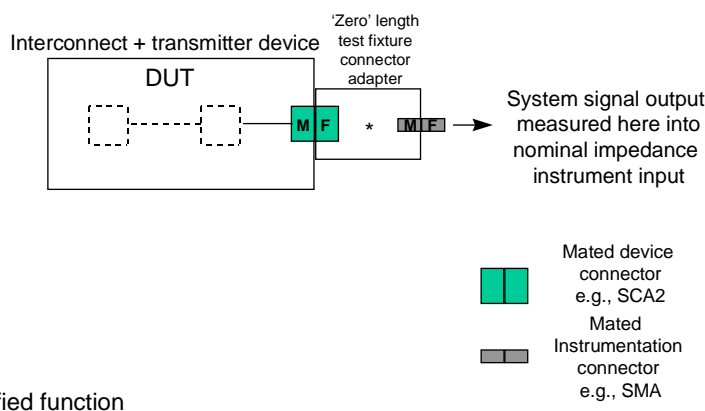 Interconnect + transmitter device
DUT
'Zero' length
test fixture
connector
adapter
M F
*
M F
System signal output
measured here into
nominal impedance
instrument input
Mated device
connector
e.g., SCA2
Mated
Instrumentation
connector
e.g., SMA
fied function